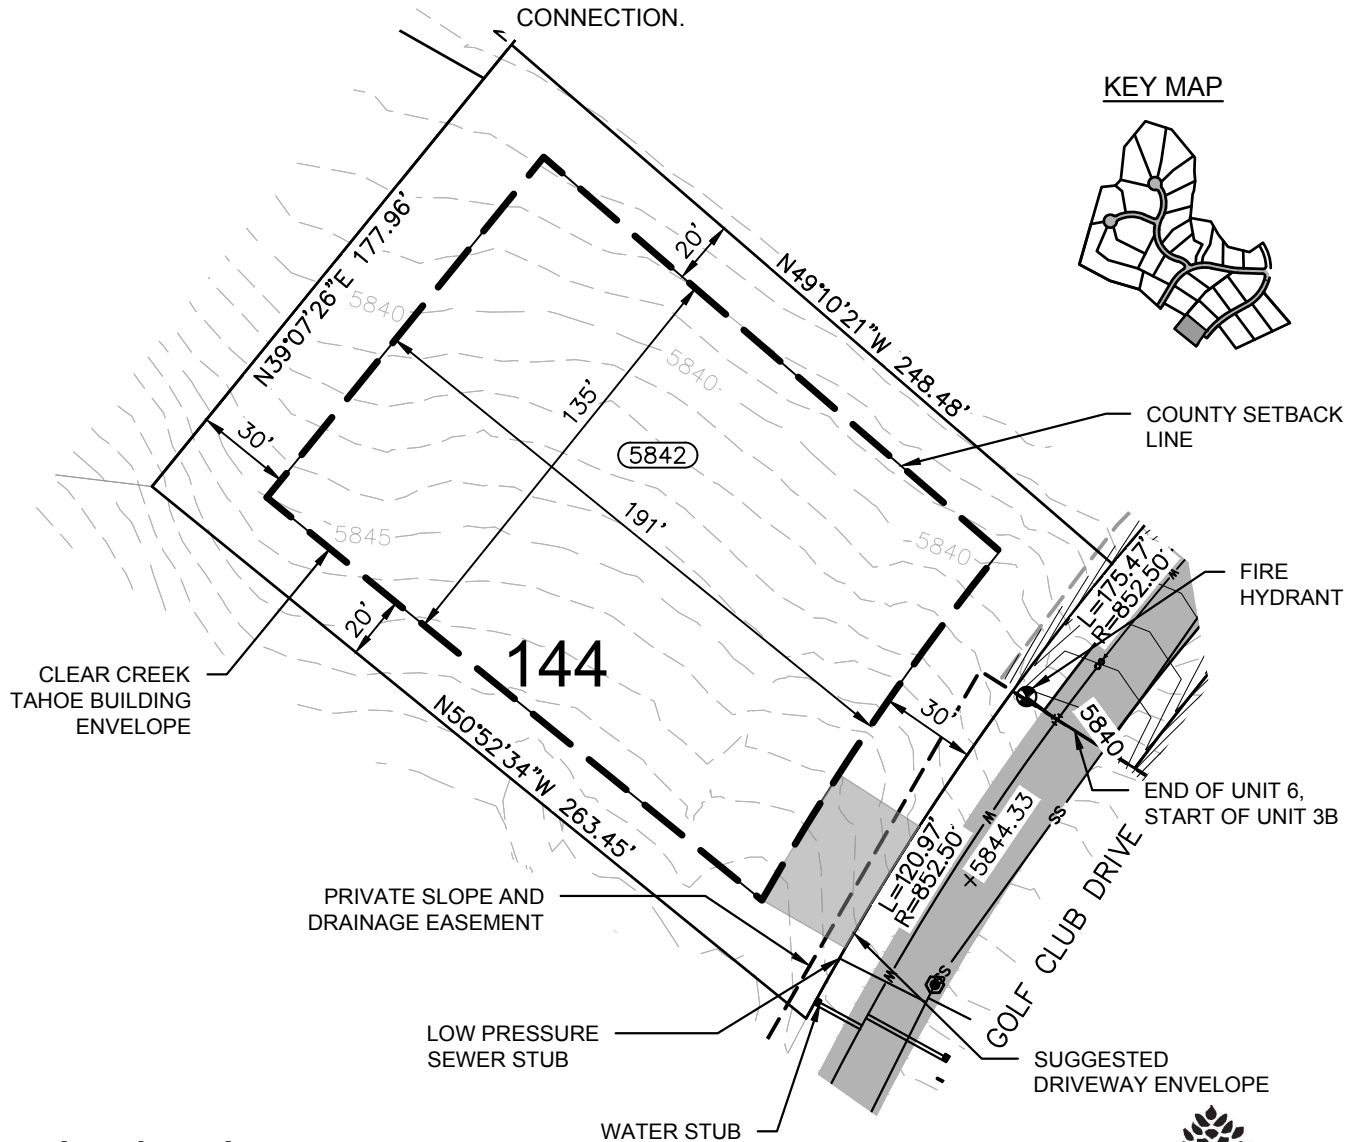 CONNECTION.
KEY MAP
N39°07'26"E 177.96'
20'
N49°10'21"W 248.48'
5840
5840
135'
30'
COUNTY SETBACK
LINE
5842
191'
5845
5840
L=175.47'
R=852.50'
FIRE
HYDRANT
20'
144
CLEAR CREEK
TAHOE BUILDING
ENVELOPE
30'
W
N50°52'34"W 263.45'
5840
END OF UNIT 6,
START OF UNIT 3B
W
+5844.33
SS
L=120.97'
R=852.50'
PRIVATE SLOPE AND
DRAINAGE EASEMENT
W
SS
GOLF CLUB DRIVE
LOW PRESSURE
SEWER STUB
SUGGESTED
DRIVEWAY ENVELOPE
WATER STUB